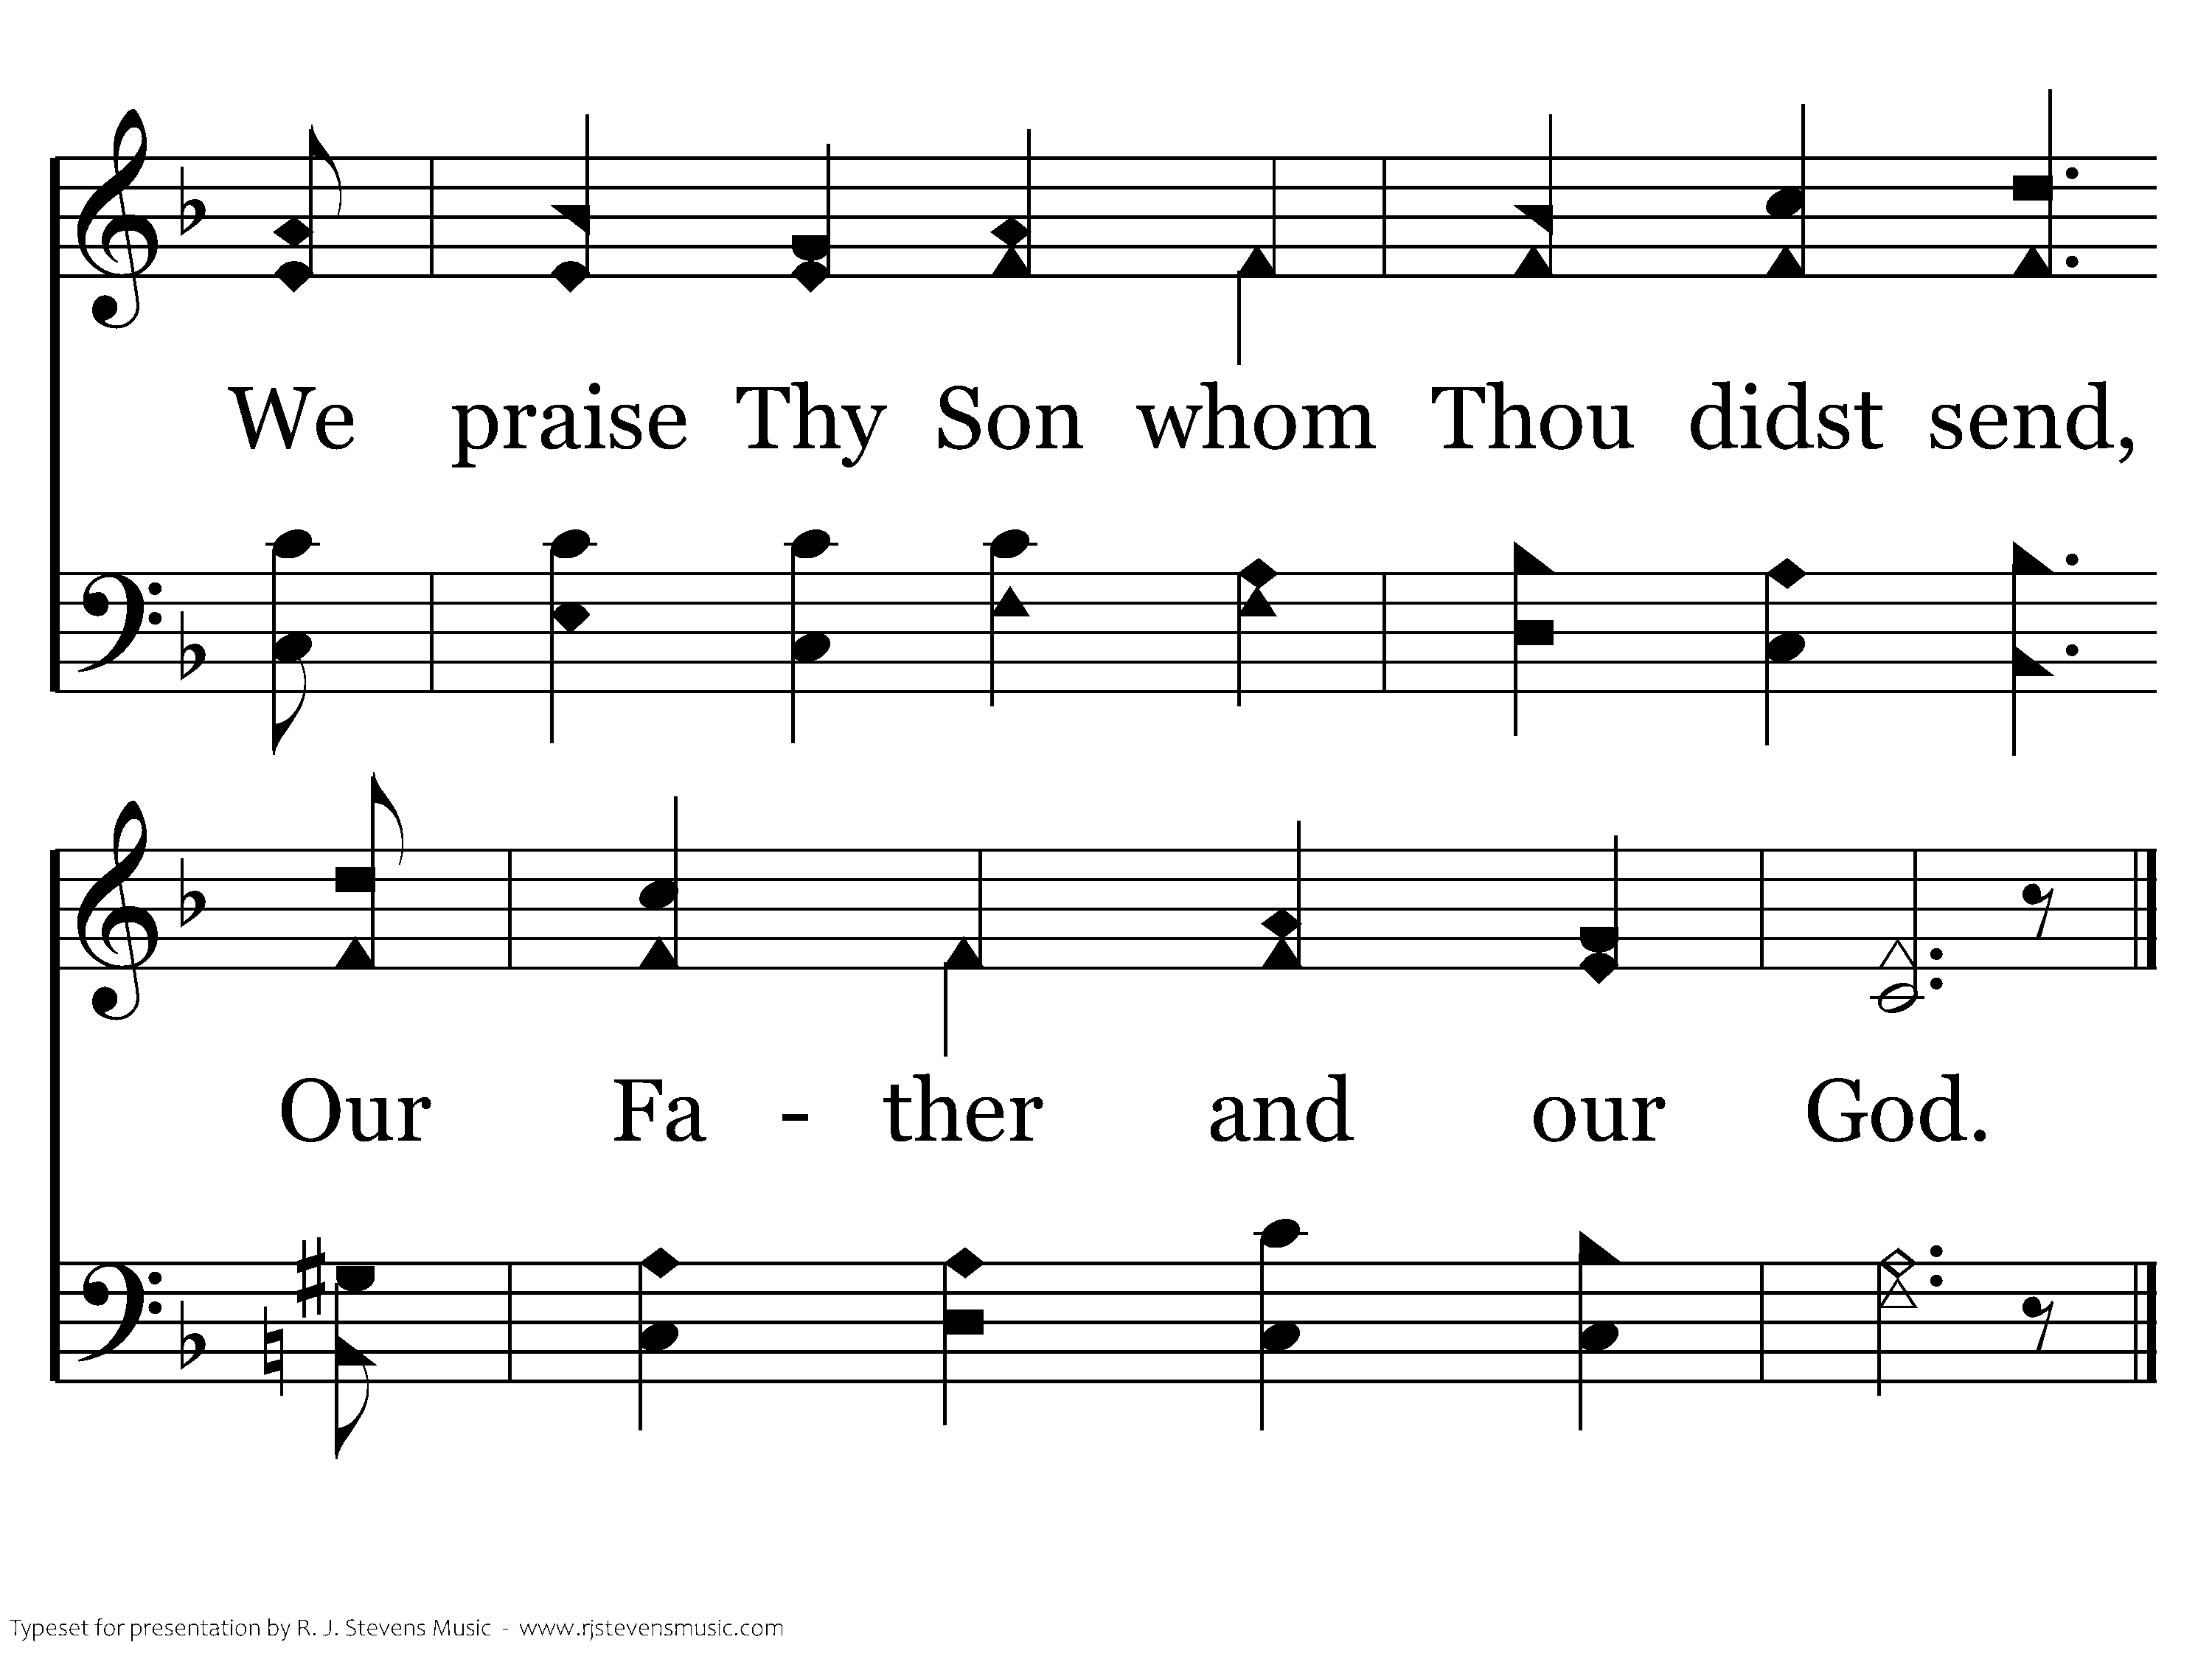 We praise Thy Son whom Thou didst send,
Our Fa - ther and our God.
Typeset for presentation by R. J. Stevens Music - www.rjstevensmusic.com